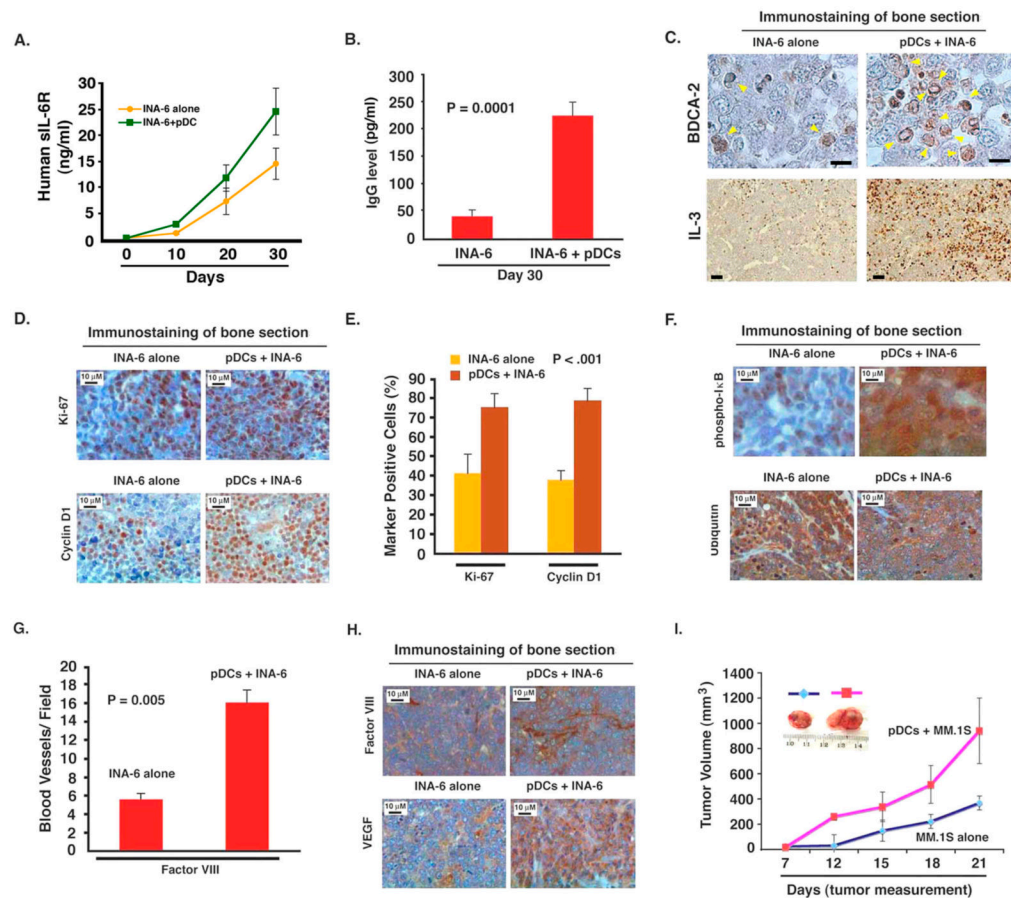 A.
Human sIL-6R
(ng/ml)
30
25
20
15
10
5
0
INA-6 alone
INA-6+pDC
0 10 20 30
Days
B.
IgG level (pg/ml)
300
250
200
150
100
50
0
P = 0.0001
INA-6 INA-6 + pDCs
Day 30
C.
Immunostaining of bone section
INA-6 alone pDCs + INA-6
BDCA-2
IL-3
D.
Immunostaining of bone section
INA-6 alone pDCs + INA-6
Ki-67
10 µM 10 µM
INA-6 alone pDCs + INA-6
Cyclin D1
10 µM 10 µM
E.
INA-6 alone P < .001
pDCs + INA-6
Marker Positive Cells (%)
90
80
70
60
50
40
30
20
10
0
Ki-67 Cyclin D1
F.
Immunostaining of bone section
INA-6 alone pDCs + INA-6
phospho-IκB
10 µM 10 µM
INA-6 alone pDCs + INA-6
Ubiquitin
10 µM 10 µM
G.
Blood Vessels/ Field
20
18
16
14
12
10
8
6
4
2
0
pDCs + INA-6
P = 0.005
INA-6 alone
Factor VIII
H.
Immunostaining of bone section
INA-6 alone pDCs + INA-6
Factor VIII
10 µM 10 µM
INA-6 alone pDCs + INA-6
VEGF
10 µM 10 µM
I.
Tumor Volume (mm3)
1400
1200
1000
800
600
400
200
0
pDCs + MM.1S
MM.1S alone
7 12 15 18 21
Days (tumor measurement)